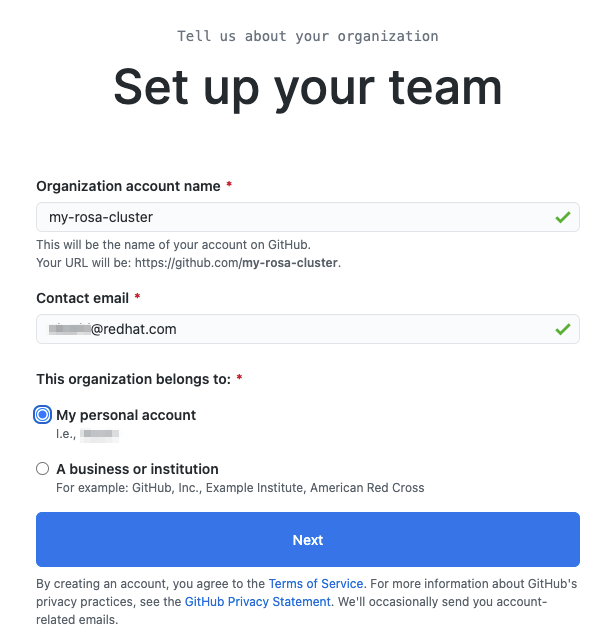 Tell us about your organization
Set up your team
Organization account name *
my-rosa-cluster
This will be the name of your account on GitHub.
Your URL will be: https://github.com/my-rosa-cluster.
Contact email *
@redhat.com
This organization belongs to: *
My personal account
I.e.,
A business or institution
For example: GitHub, Inc., Example Institute, American Red Cross
Next
By creating an account, you agree to the Terms of Service. For more information about GitHub's
privacy practices, see the GitHub Privacy Statement. We'll occasionally send you account-
related emails.